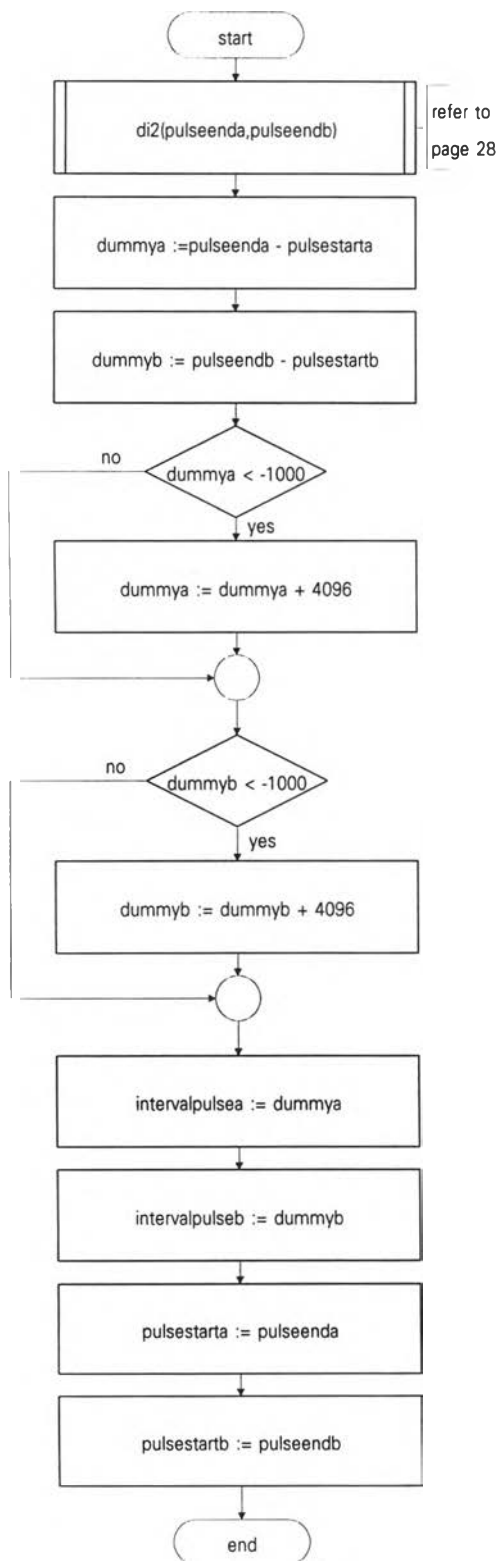 start
di2(pulseenda,pulseendb)
refer to
page 28
dummya :=pulseenda - pulsestarta
dummyb := pulseendb - pulsestartb
no
dummya < -1000
yes
dummya := dummya + 4096
no
dummyb < -1000
yes
dummyb := dummyb + 4096
intervalpulsea := dummya
intervalpulseb := dummyb
pulsestarta := pulseenda
pulsestartb := pulseendb
end